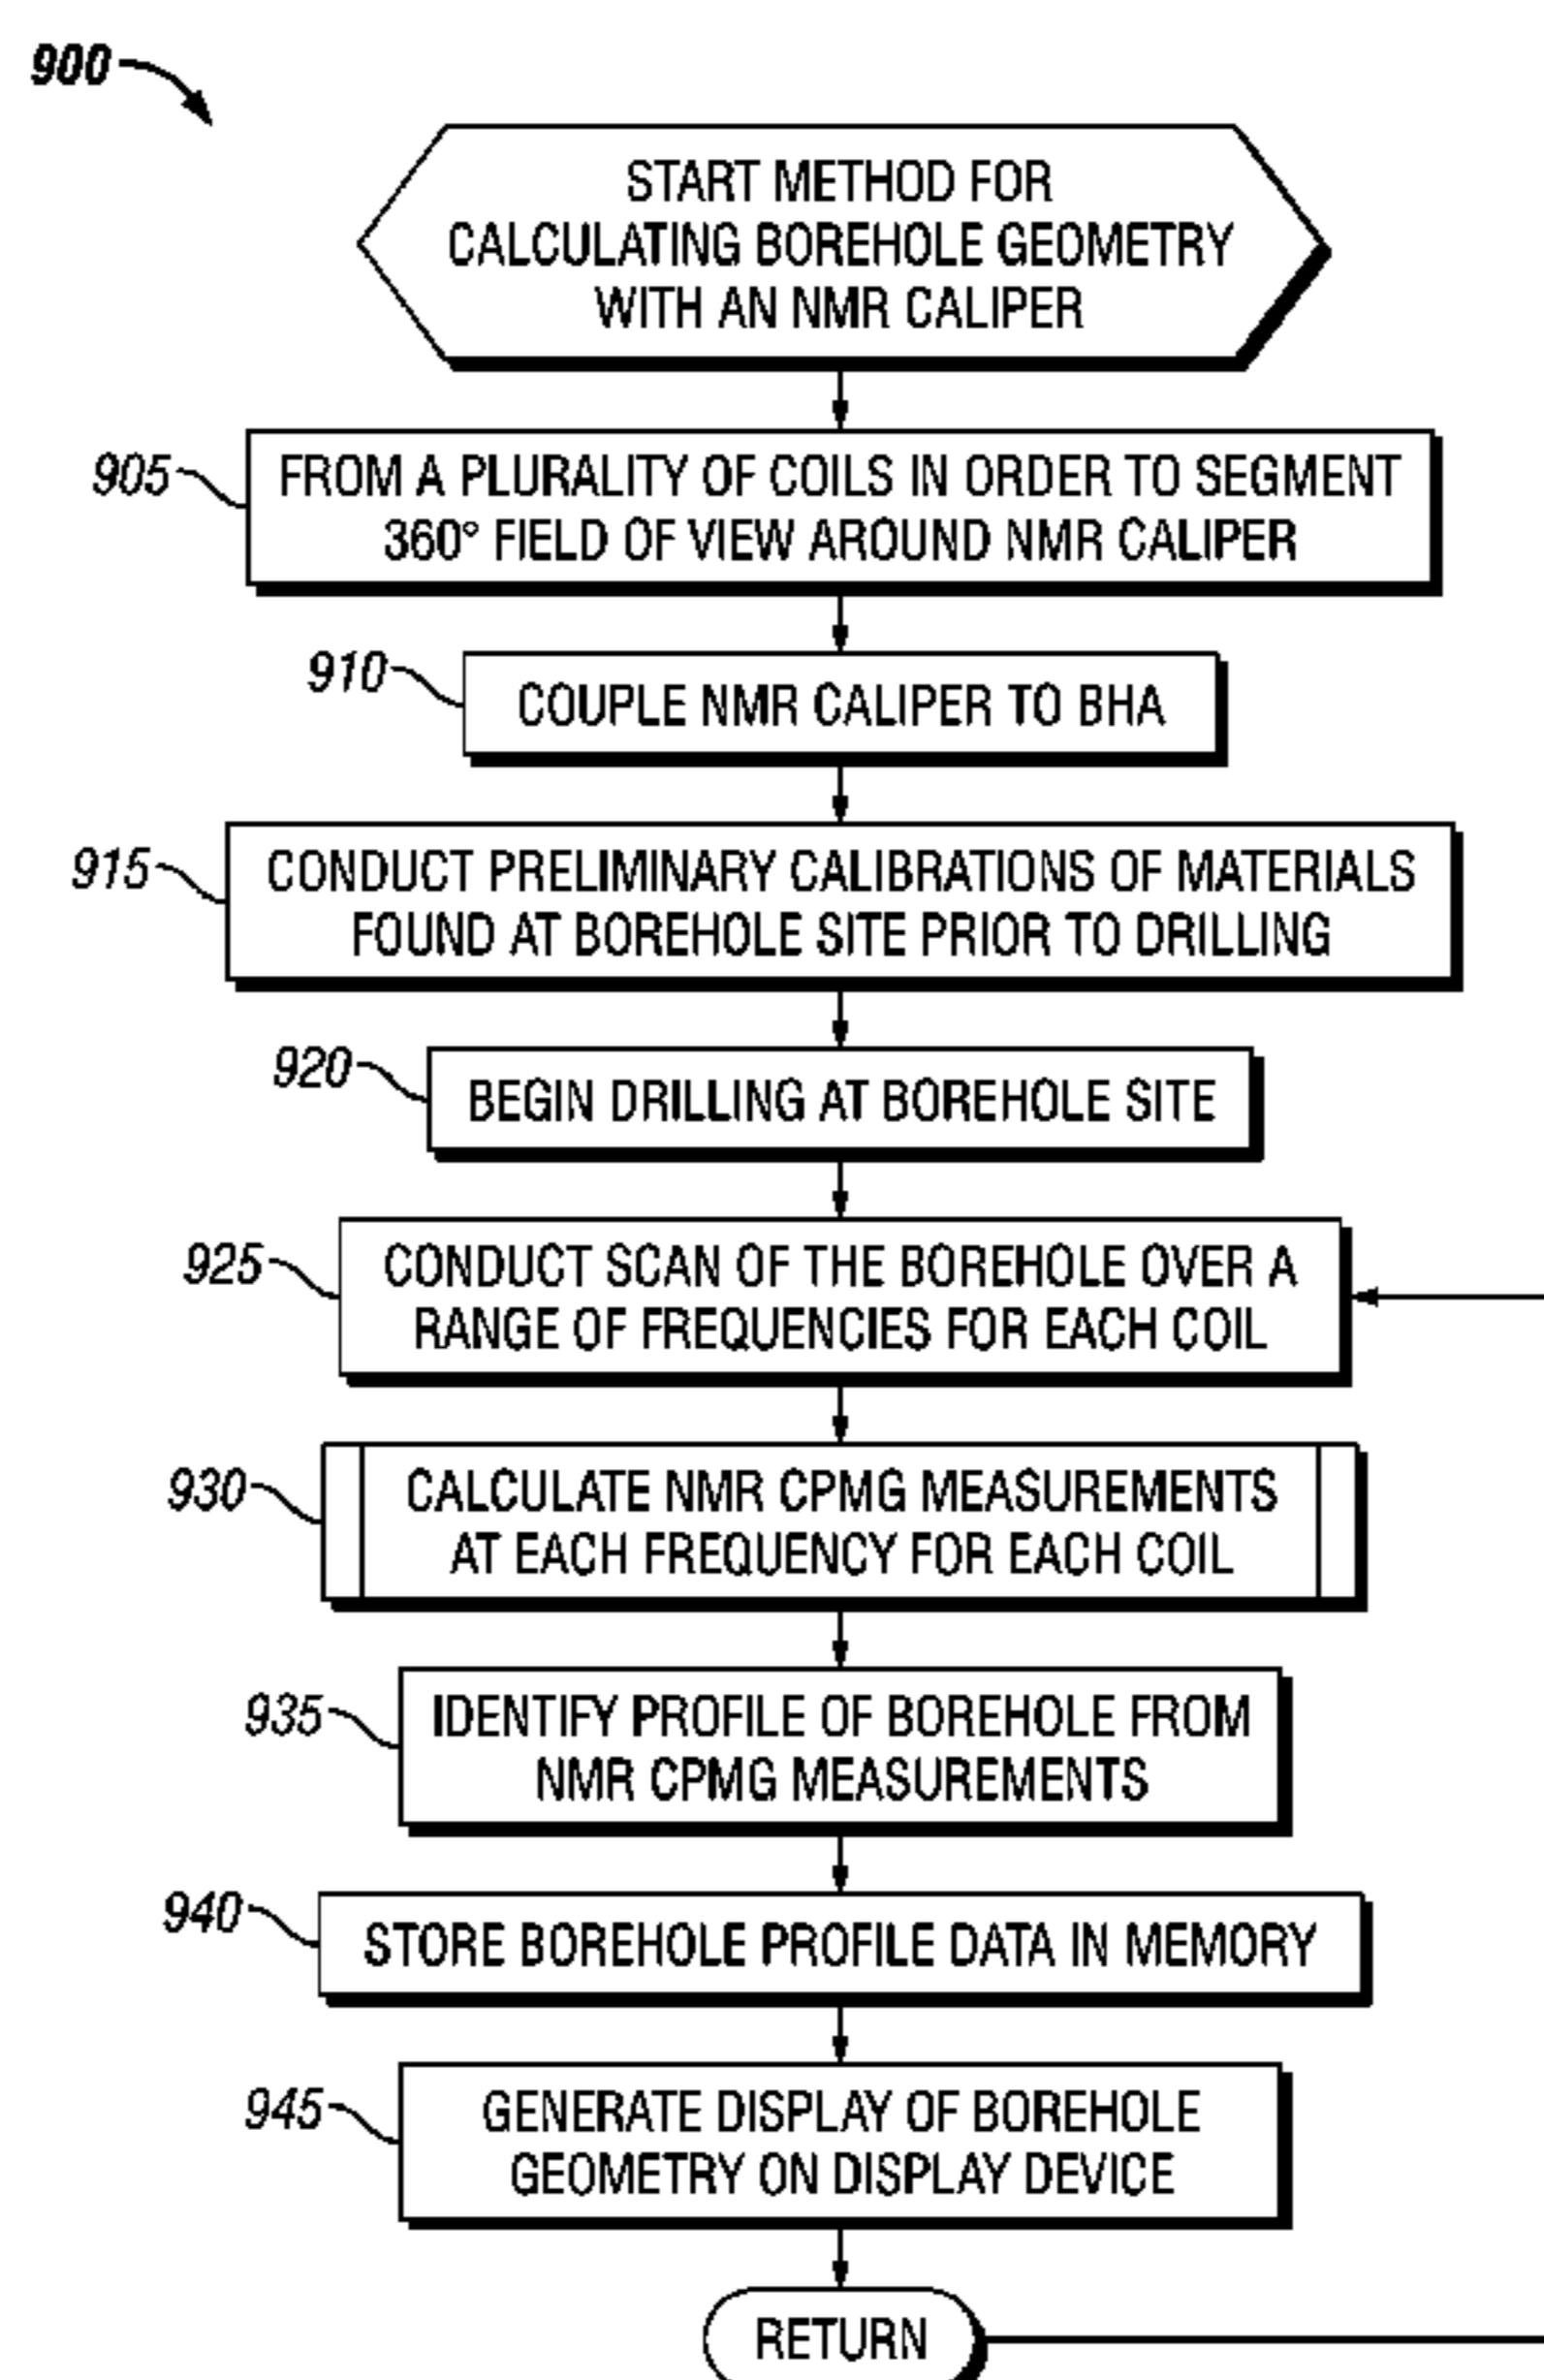 900
START METHOD FOR
CALCULATING BOREHOLE GEOMETRY
WITH AN NMR CALIPER
905
FROM A PLURALITY OF COILS IN ORDER TO SEGMENT
360° FIELD OF VIEW AROUND NMR CALIPER
910
COUPLE NMR CALIPER TO BHA
915
CONDUCT PRELIMINARY CALIBRATIONS OF MATERIALS
FOUND AT BOREHOLE SITE PRIOR TO DRILLING
920
BEGIN DRILLING AT BOREHOLE SITE
925
CONDUCT SCAN OF THE BOREHOLE OVER A
RANGE OF FREQUENCIES FOR EACH COIL
930
CALCULATE NMR CPMG MEASUREMENTS
AT EACH FREQUENCY FOR EACH COIL
935
IDENTIFY PROFILE OF BOREHOLE FROM
NMR CPMG MEASUREMENTS
940
STORE BOREHOLE PROFILE DATA IN MEMORY
945
GENERATE DISPLAY OF BOREHOLE
GEOMETRY ON DISPLAY DEVICE
RETURN